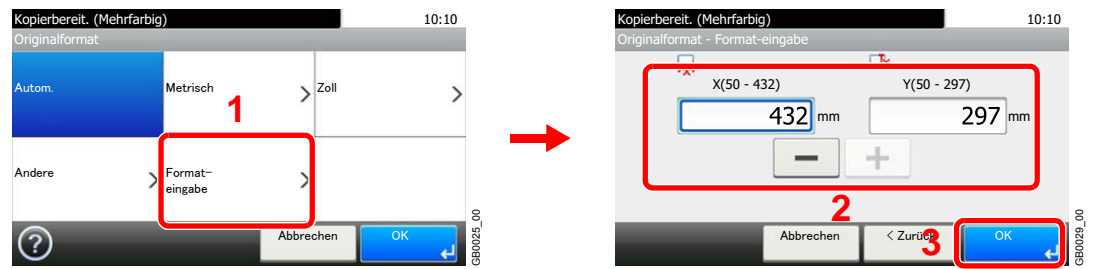 Kopierbereit. (Mehrfarbig) 10:10
Originalformat
Autom.
Metrisch
Zoll
1
Andere
Format-
eingabe
?
Abbrechen
OK
GB0025_00
Kopierbereit. (Mehrfarbig) 10:10
Originalformat - Format-eingabe
X(50 - 432)
Y(50 - 297)
432 mm
297 mm
2
Abbrechen
< Zurück
3
OK
GB0029_00